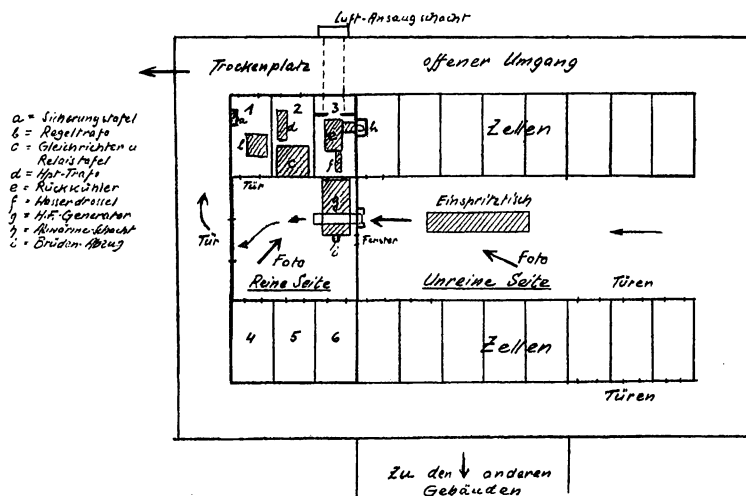 Luft-Ansaugschacht
Trockenplatz
offener Umgang
a = Sicherungstafel
b = Regeltrafo
c = Gleichrichter u
Relaistafel
d = Hpt-Trafo
e = Rückkühler
f = Wasserdrossel
g = H.F.-Generator
h = Abwärme-Schacht
i = Brüden-Abzug
1
2
3
a
b
c
d
e
f
h
Zellen
Tür
g
i
Einspritztisch
Tür
Fenster
Foto
Foto
Reine Seite
Unreine Seite
Türen
4
5
6
Zellen
Türen
Zu den anderen
Gebäuden